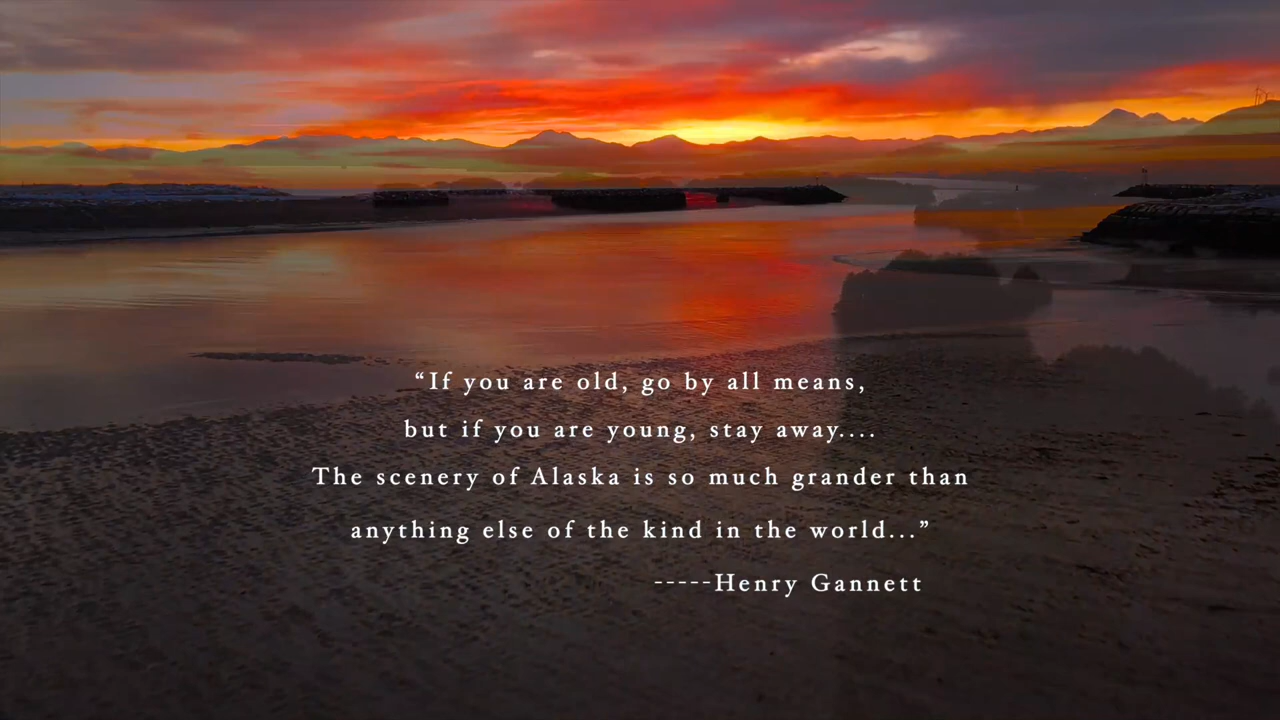 “If you are old, go by all means,
but if you are young, stay away....
The scenery of Alaska is so much grander than
anything else of the kind in the world...”
-----Henry Gannett